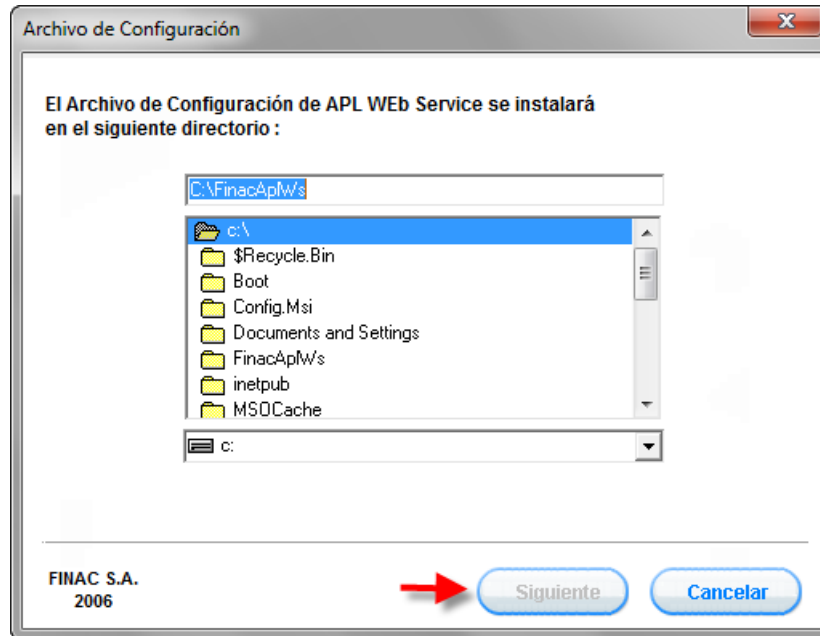 Archivo de Configuración
El Archivo de Configuración de APL WEb Service se instalará
en el siguiente directorio :
C:\FinacAplWs
c:\
$Recycle.Bin
Boot
Config.Msi
Documents and Settings
FinacAplWs
inetpub
MSOCache
c:
FINAC S.A.
2006
Siguiente
Cancelar